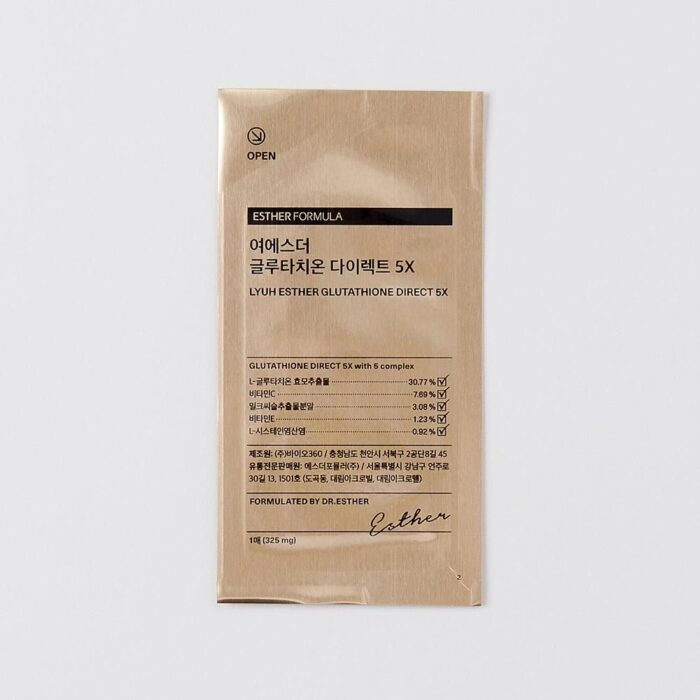 OPEN
ESTHER FORMULA
여에스더
글루타치온 다이렉트 5X
LYUH ESTHER GLUTATHIONE DIRECT 5X
GLUTATHIONE DIRECT 5X with 5 complex
L-글루타치온 효모추출물 30.77 %
비타민C 7.69 %
밀크씨슬추출물분말 3.08 %
비타민E 1.23 %
L-시스테인염산염 0.92 %
제조원: (주)바이오360 / 충청남도 천안시 서북구 2공단8길 45
유통전문판매원: 에스더포뮬러(주) / 서울특별시 강남구 언주로
30길 13, 1501호 (도곡동, 대림아크로빌, 대림아크로텔)
FORMULATED BY DR.ESTHER
Esther
1매 (325 mg)
2